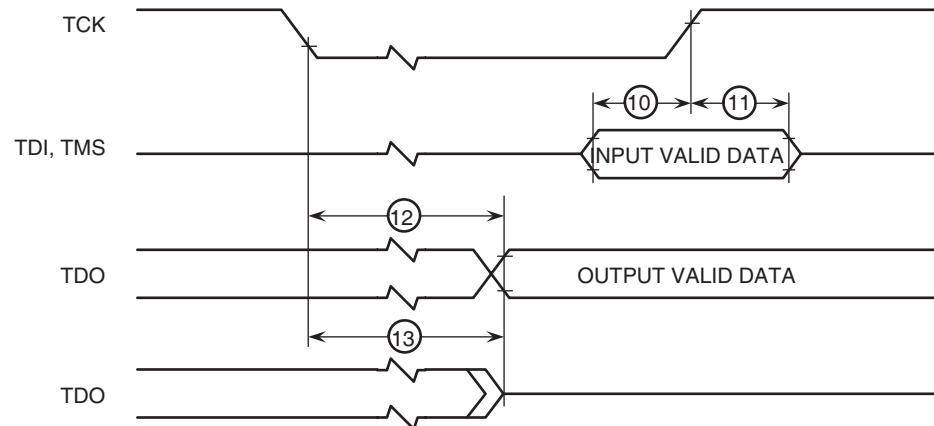 TCK
10
11
TDI, TMS
INPUT VALID DATA
12
TDO
OUTPUT VALID DATA
13
TDO